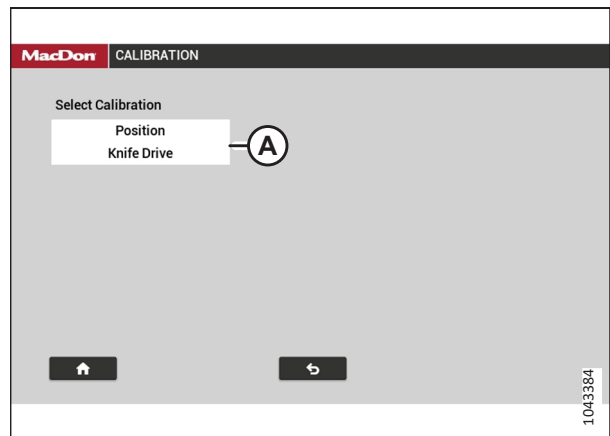 MacDon CALIBRATION
Select Calibration
Position
Knife Drive
A
1043384